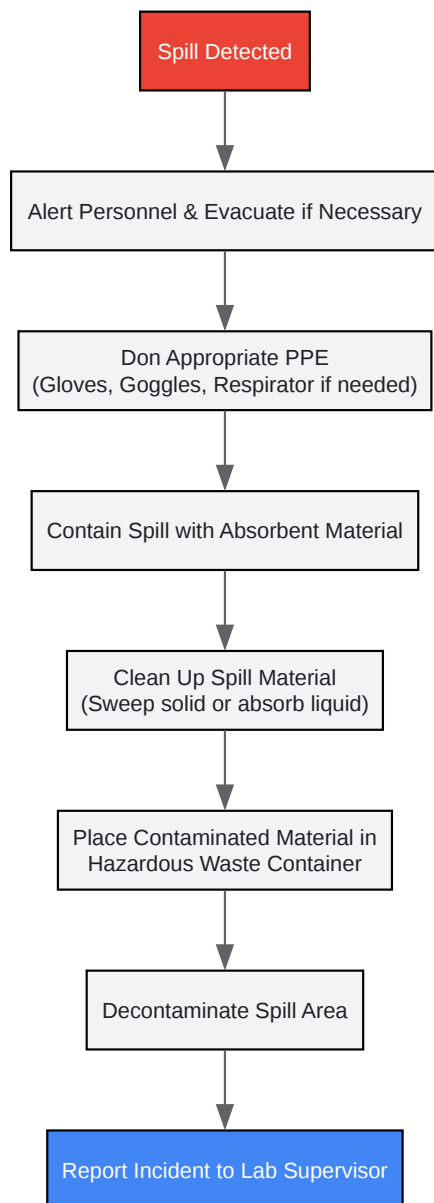 Spill Detected
Alert Personnel & Evacuate if Necessary
Don Appropriate PPE
(Gloves, Goggles, Respirator if needed)
Contain Spill with Absorbent Material
Clean Up Spill Material
(Sweep solid or absorb liquid)
Place Contaminated Material in
Hazardous Waste Container
Decontaminate Spill Area
Report Incident to Lab Supervisor